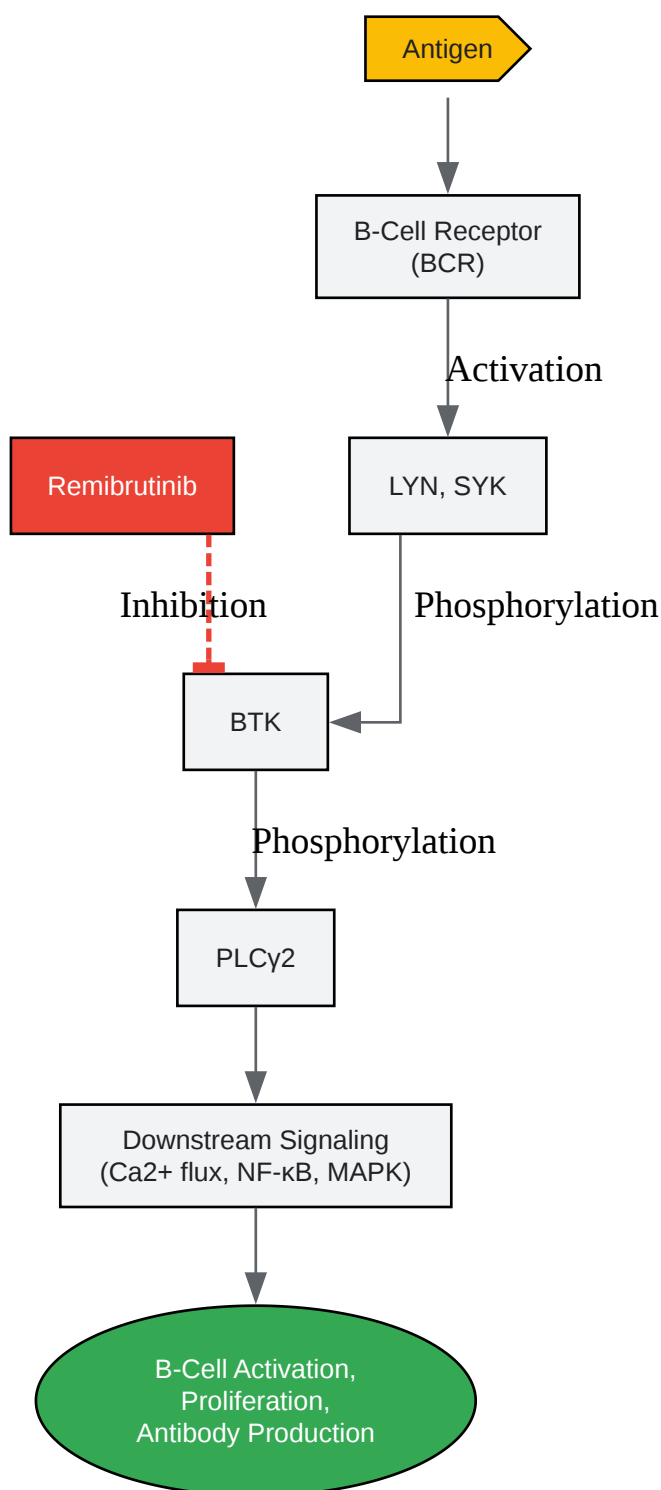 Antigen
B-Cell Receptor
(BCR)
Activation
Remibrutinib
LYN, SYK
Inhibition
Phosphorylation
BTK
Phosphorylation
PLCγ2
Downstream Signaling
(Ca2+ flux, NF-κB, MAPK)
B-Cell Activation,
Proliferation,
Antibody Production